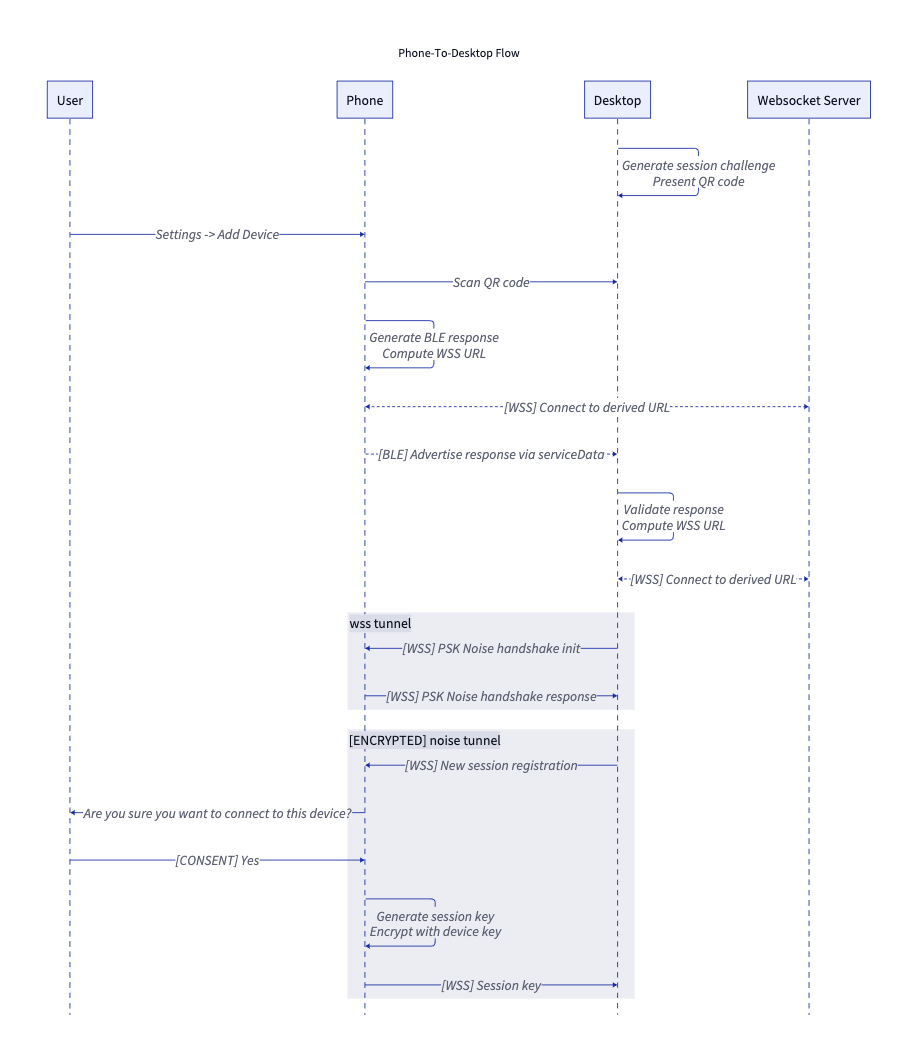 Phone-To-Desktop Flow
User
Phone
Desktop
Websocket Server
Generate session challenge
Present QR code
Settings -> Add Device
Scan QR code
Generate BLE response
Compute WSS URL
[WSS] Connect to derived URL
[BLE] Advertise response via serviceData
Validate response
Compute WSS URL
[WSS] Connect to derived URL
wss tunnel
[WSS] PSK Noise handshake init
[WSS] PSK Noise handshake response
[ENCRYPTED] noise tunnel
[WSS] New session registration
Are you sure you want to connect to this device?
[CONSENT] Yes
Generate session key
Encrypt with device key
[WSS] Session key